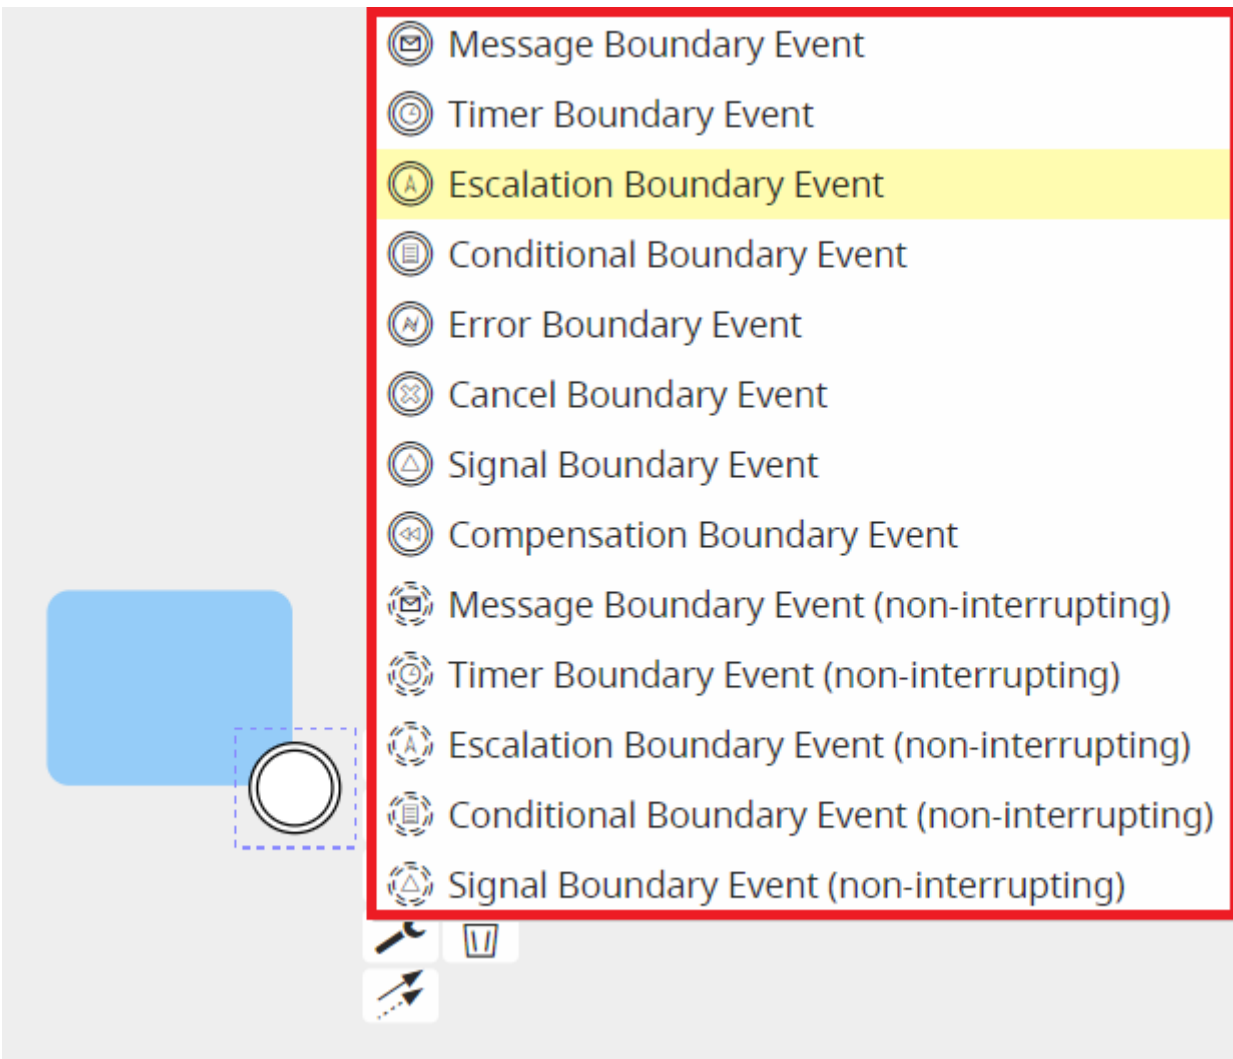 Message Boundary Event
Timer Boundary Event
Escalation Boundary Event
Conditional Boundary Event
Error Boundary Event
Cancel Boundary Event
Signal Boundary Event
Compensation Boundary Event
Message Boundary Event (non-interrupting)
Timer Boundary Event (non-interrupting)
Escalation Boundary Event (non-interrupting)
Conditional Boundary Event (non-interrupting)
Signal Boundary Event (non-interrupting)